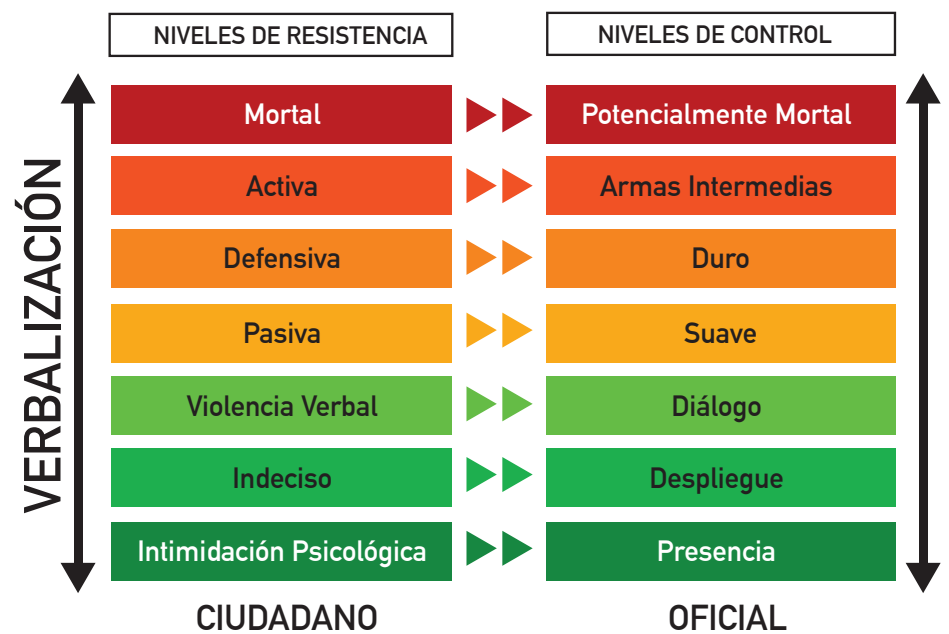 NIVELES DE RESISTENCIA
NIVELES DE CONTROL
VERBALIZACIÓN
Mortal
Potencialmente Mortal
Activa
Armas Intermedias
Defensiva
Duro
Pasiva
Suave
Violencia Verbal
Diálogo
Indeciso
Despliegue
Intimidación Psicológica
Presencia
CIUDADANO
OFICIAL